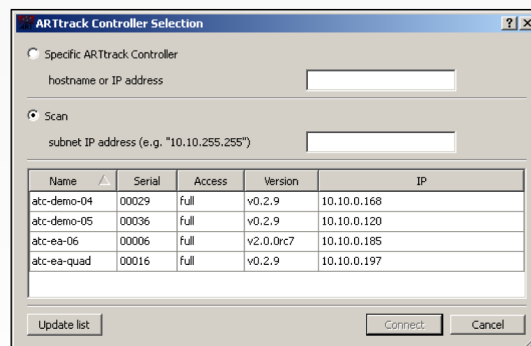 ARTtrack Controller Selection
Specific ARTtrack Controller
hostname or IP address
Scan
subnet IP address (e.g. "10.10.255.255")
Name Serial Access Version IP
atc-demo-04 00029 full v0.2.9 10.10.0.168
atc-demo-05 00036 full v0.2.9 10.10.0.120
atc-ea-06 00006 full v2.0.0rc7 10.10.0.185
atc-ea-quad 00016 full v0.2.9 10.10.0.197
Update list Connect Cancel